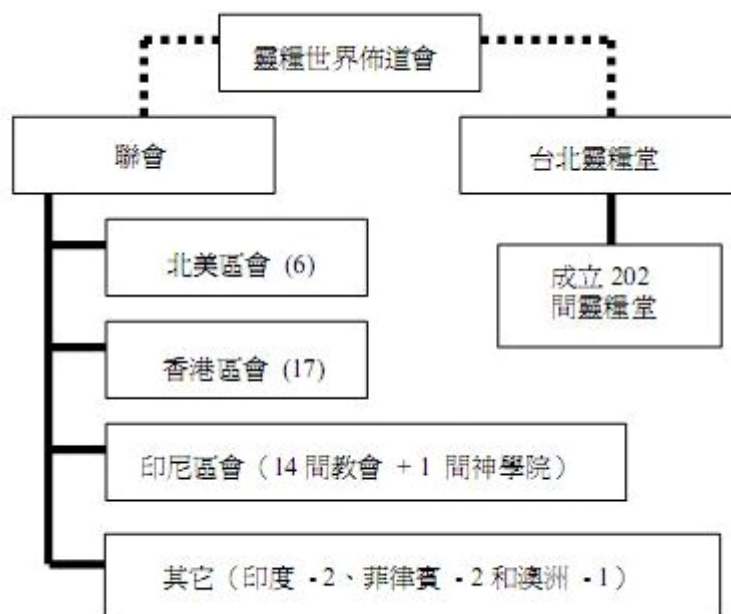 靈糧世界佈道會
聯會
台北靈糧堂
北美區會 (6)
成立 202
間靈糧堂
香港區會 (17)
印尼區會（14 間教會 + 1 間神學院）
其它（印度 - 2、菲律賓 - 2 和澳洲 - 1）